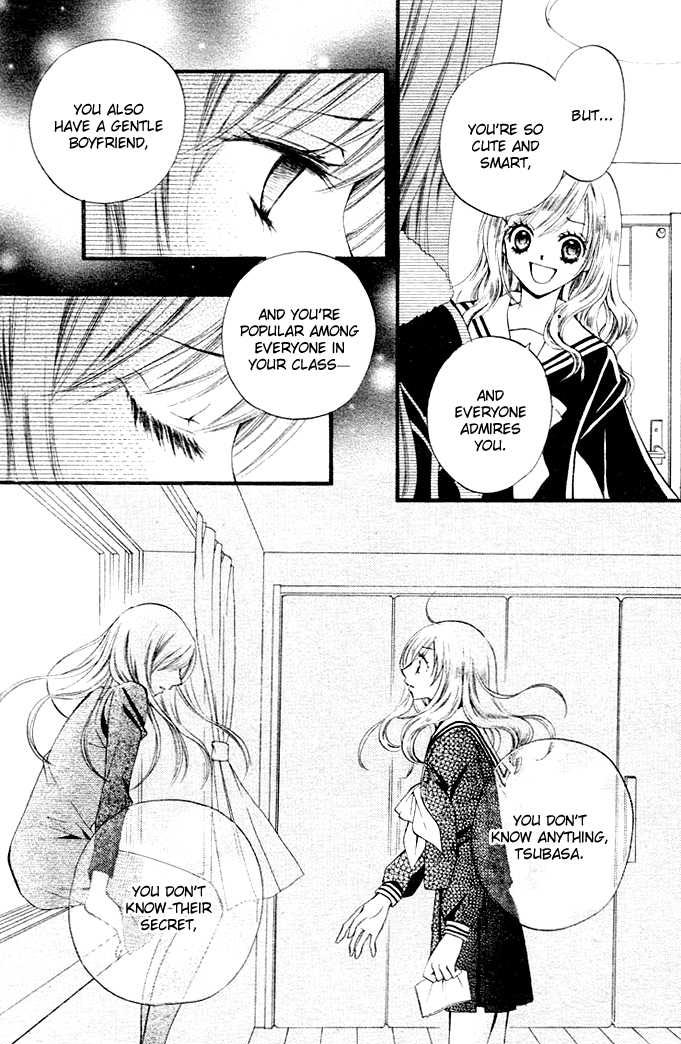 BUT...
YOU'RE SO
CUTE AND
SMART,
AND
EVERYONE
ADMIRES
YOU.
YOU ALSO
HAVE A GENTLE
BOYFRIEND,
AND YOU'RE
POPULAR AMONG
EVERYONE IN
YOUR CLASS—
YOU DON'T
KNOW ANYTHING,
TSUBASA.
YOU DON'T
KNOW THEIR
SECRET,